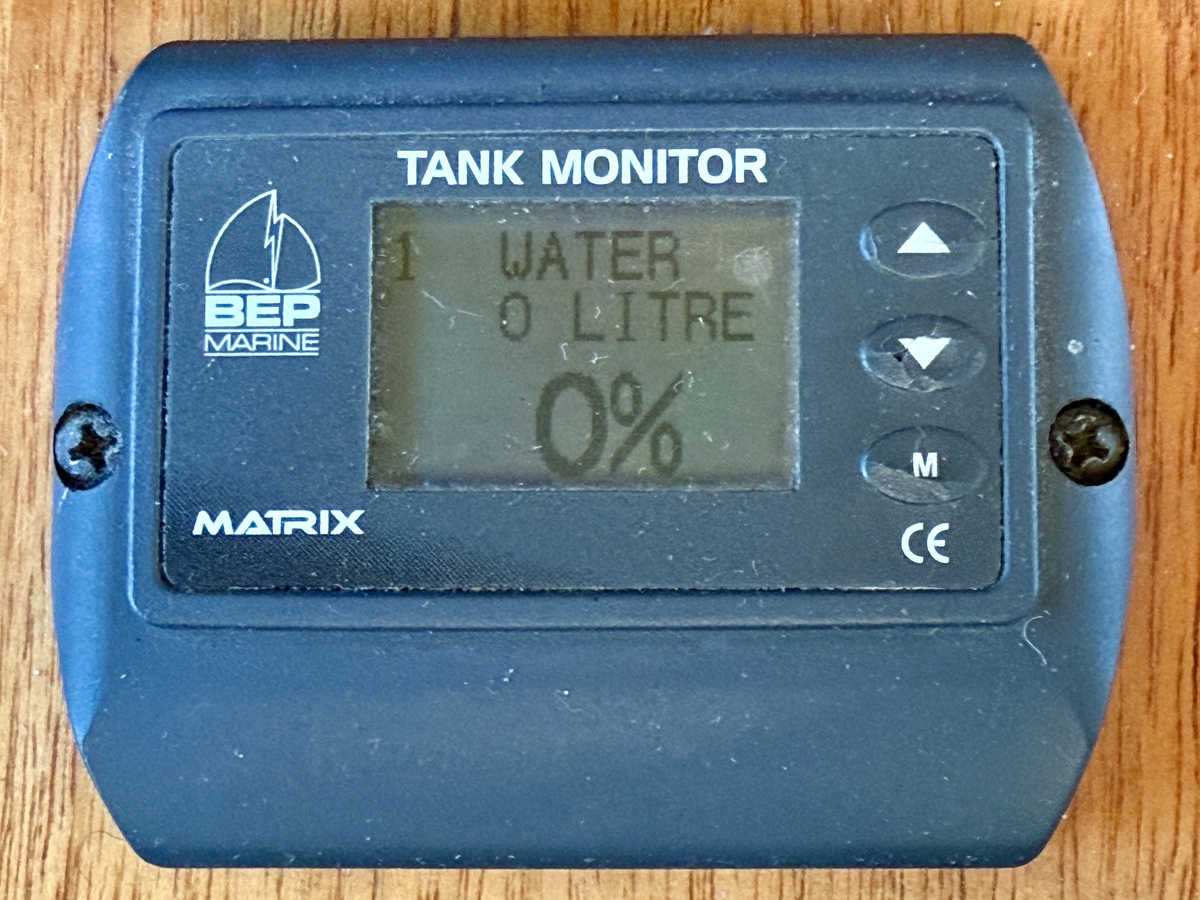 TANK MONITOR
BEP
MARINE
1 WATER
0 LITRE
0%
M
MATRIX
CE